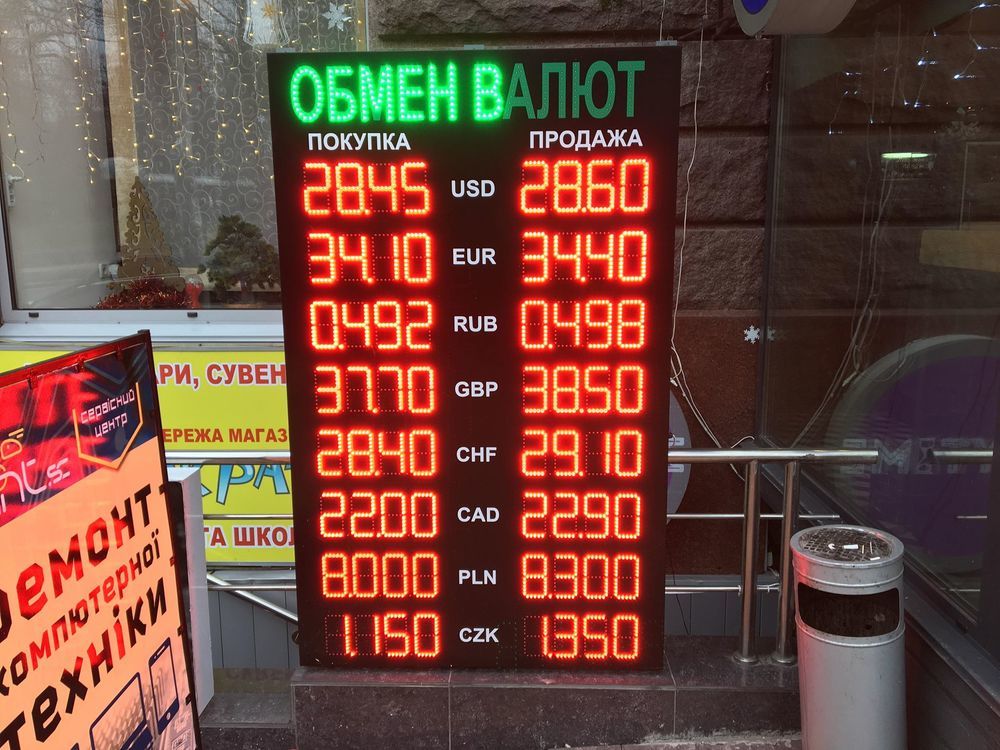 ОБМЕН ВАЛЮТ
ПОКУПКА ПРОДАЖА
28.45 USD 28.60
34.10 EUR 34.40
0.492 RUB 0.498
37.70 GBP 38.50
28.40 CHF 29.10
22.00 CAD 22.90
8.000 PLN 8.300
1.150 CZK 1.350
АРИ, СУВЕН
ЕРЕЖА МАГАЗ
ТА ШКОЛ
сервісний
центр
Ремонт
комп'ютерної
техніки